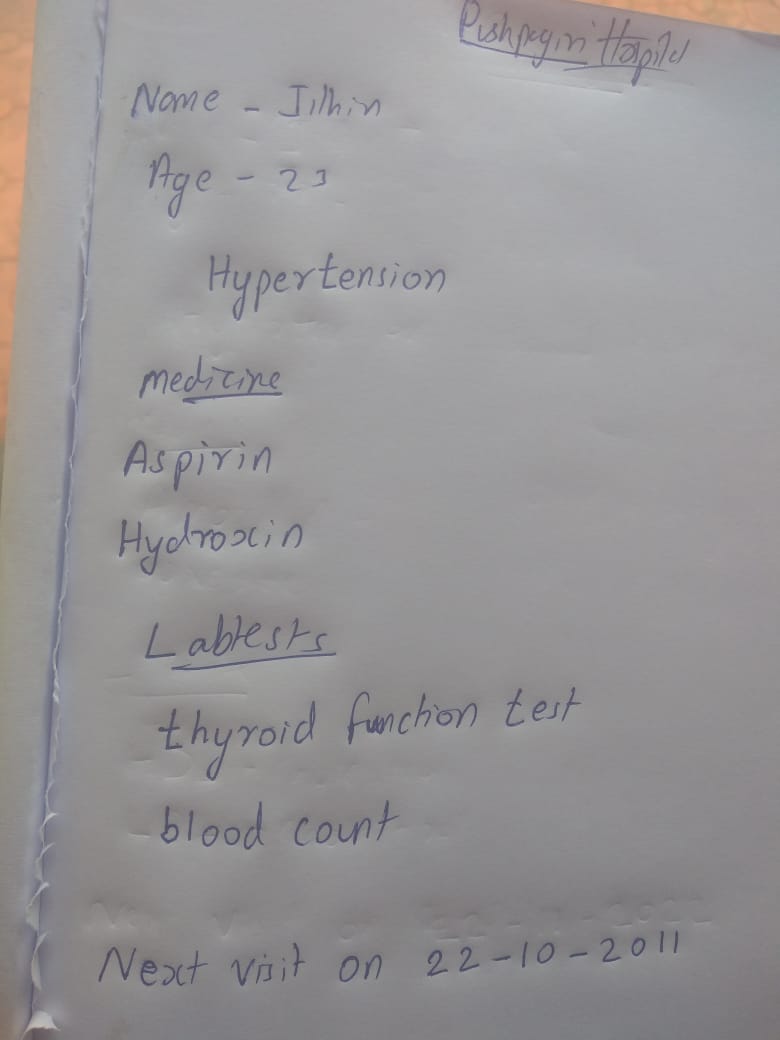 Pushpagiri Hospital
Name - Jithin
Age - 23
Hypertension
medicine
Aspirin
Hydroxin
Labtests
thyroid function test
blood count
Next visit on 22-10-2011